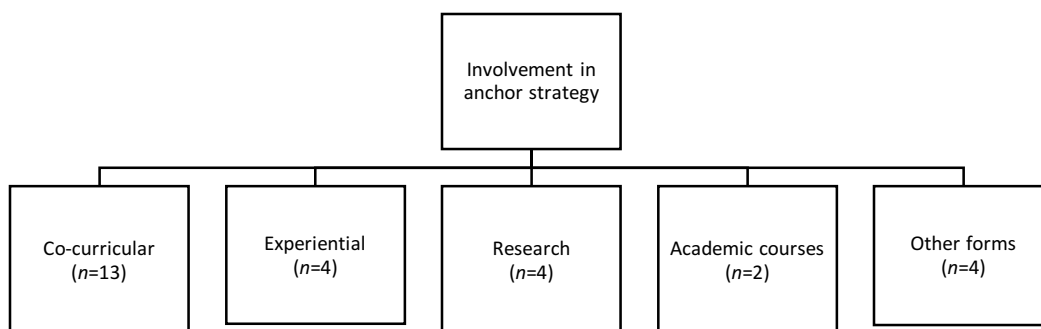 Involvement in
anchor strategy
Co-curricular
(n=13)
Experiential
(n=4)
Research
(n=4)
Academic courses
(n=2)
Other forms
(n=4)